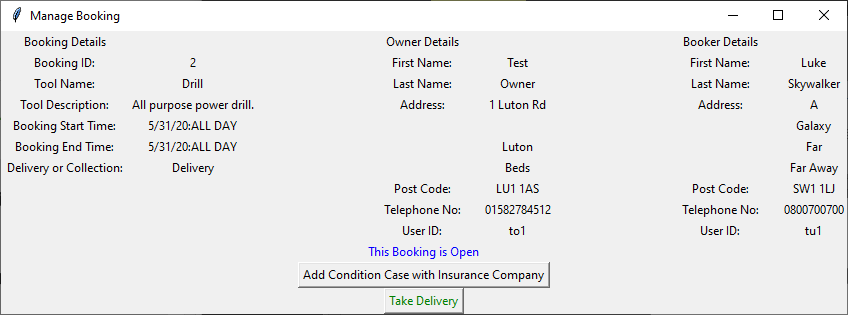 Manage Booking
Booking Details Owner Details Booker Details
Booking ID: 2 First Name: Test First Name: Luke
Tool Name: Drill Last Name: Owner Last Name: Skywalker
Tool Description: All purpose power drill. Address: 1 Luton Rd Address: A
Booking Start Time: 5/31/20:ALL DAY Galaxy
Booking End Time: 5/31/20:ALL DAY Luton Far
Delivery or Collection: Delivery Beds Far Away
Post Code: LU1 1AS Post Code: SW1 1LJ
Telephone No: 01582784512 Telephone No: 0800700700
User ID: to1 User ID: tu1
This Booking is Open
Add Condition Case with Insurance Company
Take Delivery